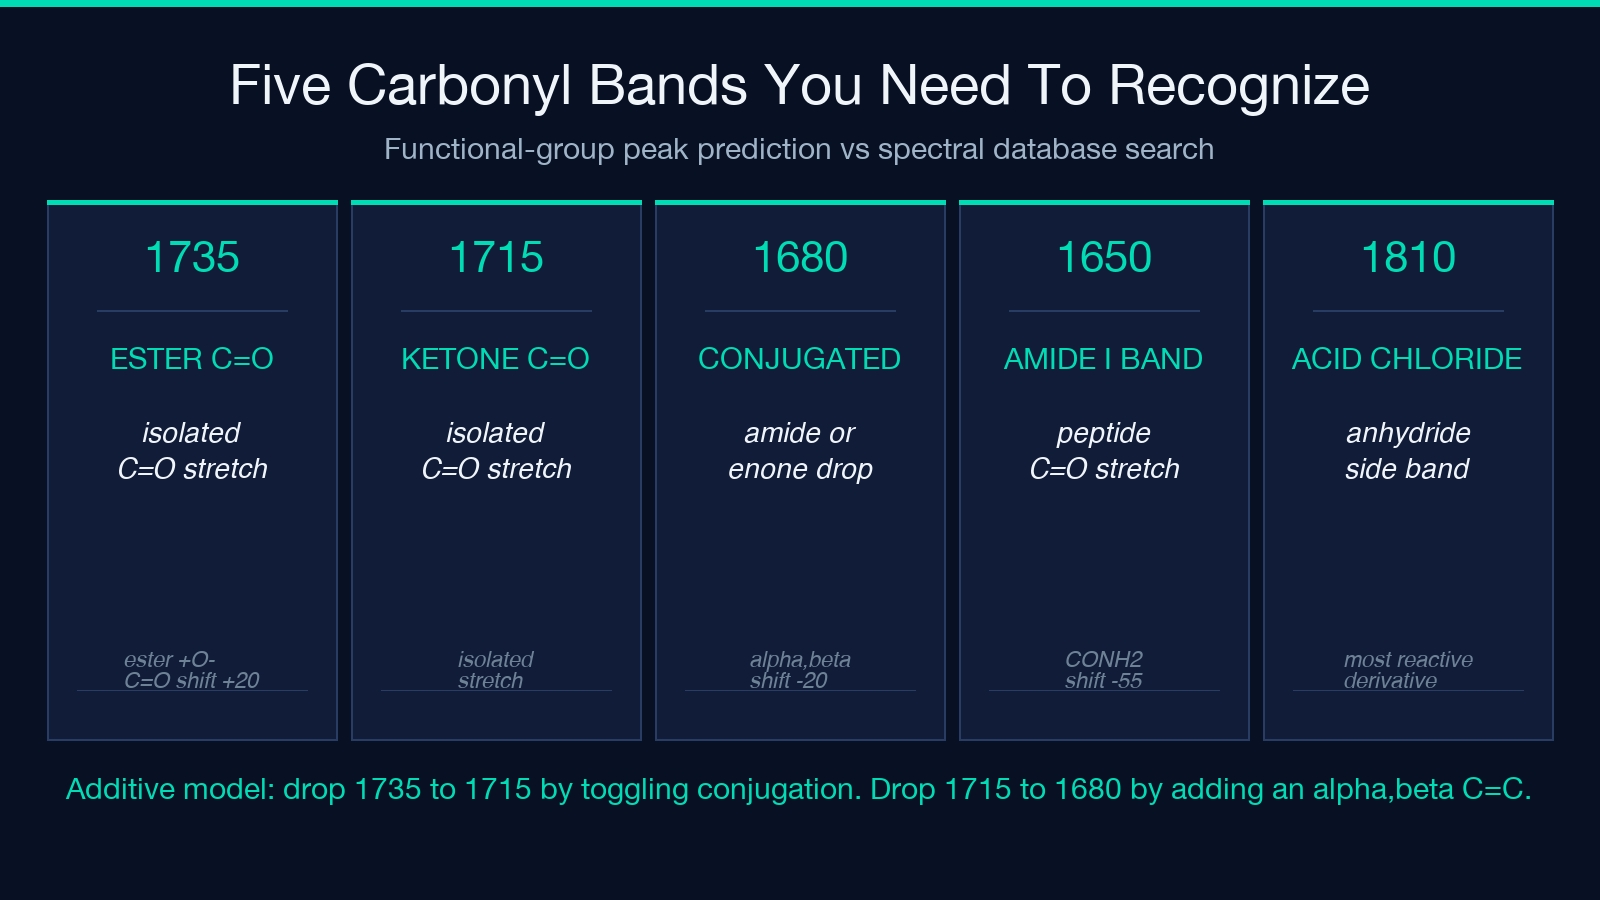 Five Carbonyl Bands You Need To Recognize
Functional-group peak prediction vs spectral database search
1735
ESTER C=O
isolated
C=O stretch
ester +O-
C=O shift +20
1715
KETONE C=O
isolated
C=O stretch
isolated
stretch
1680
CONJUGATED
amide or
enone drop
alpha,beta
shift -20
1650
AMIDE I BAND
peptide
C=O stretch
CONH2
shift -55
1810
ACID CHLORIDE
anhydride
side band
most reactive
derivative
Additive model: drop 1735 to 1715 by toggling conjugation. Drop 1715 to 1680 by adding an alpha,beta C=C.